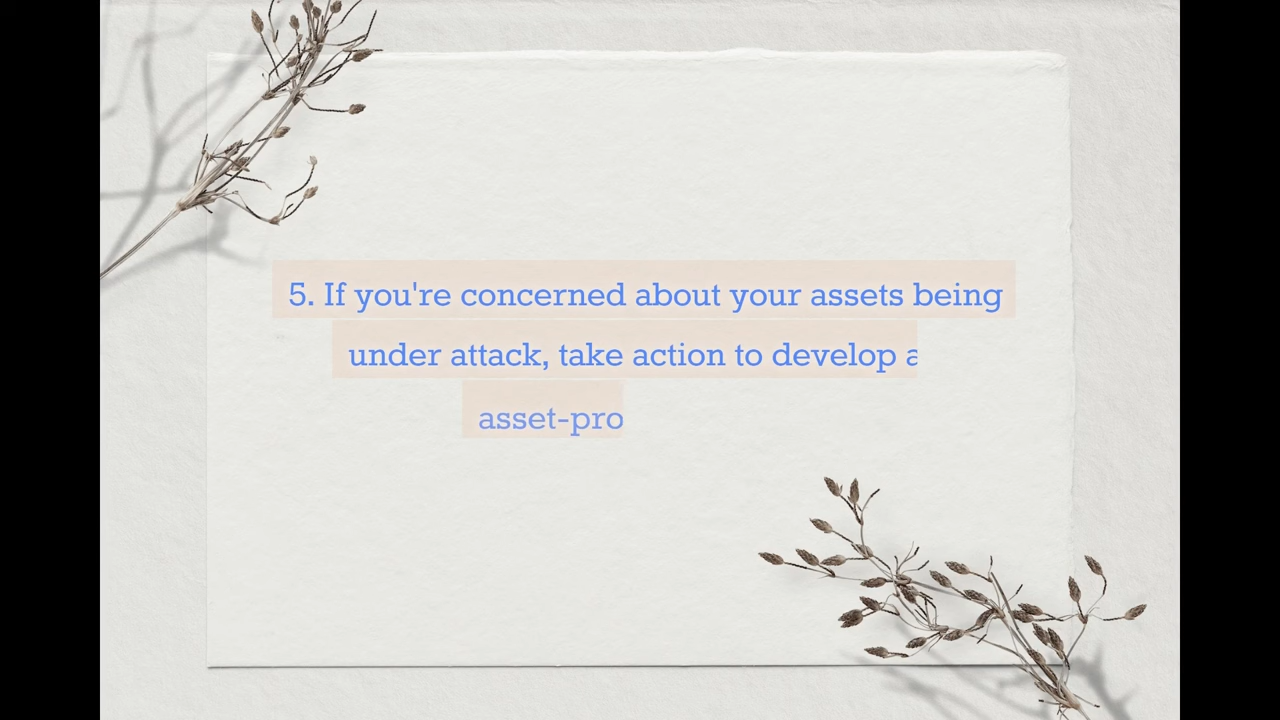 5. If you're concerned about your assets being
under attack, take action to develop a
asset-pro